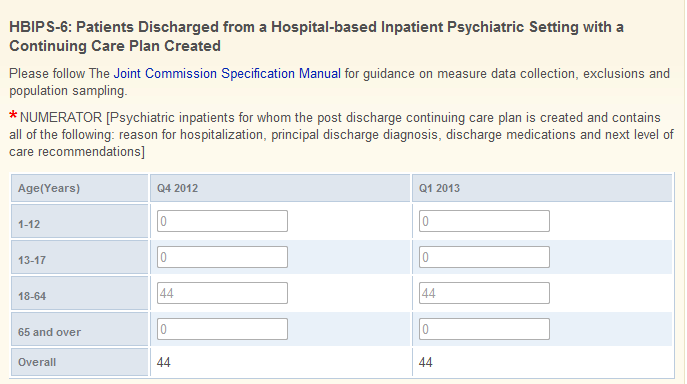 HBIPS-6: Patients Discharged from a Hospital-based Inpatient Psychiatric Setting with a
Continuing Care Plan Created
Please follow The Joint Commission Specification Manual for guidance on measure data collection, exclusions and
population sampling.
* NUMERATOR [Psychiatric inpatients for whom the post discharge continuing care plan is created and contains
all of the following: reason for hospitalization, principal discharge diagnosis, discharge medications and next level of
care recommendations]
Age(Years) Q4 2012 Q1 2013
1-12 0 0
13-17 0 0
18-64 44 44
65 and over 0 0
Overall 44 44